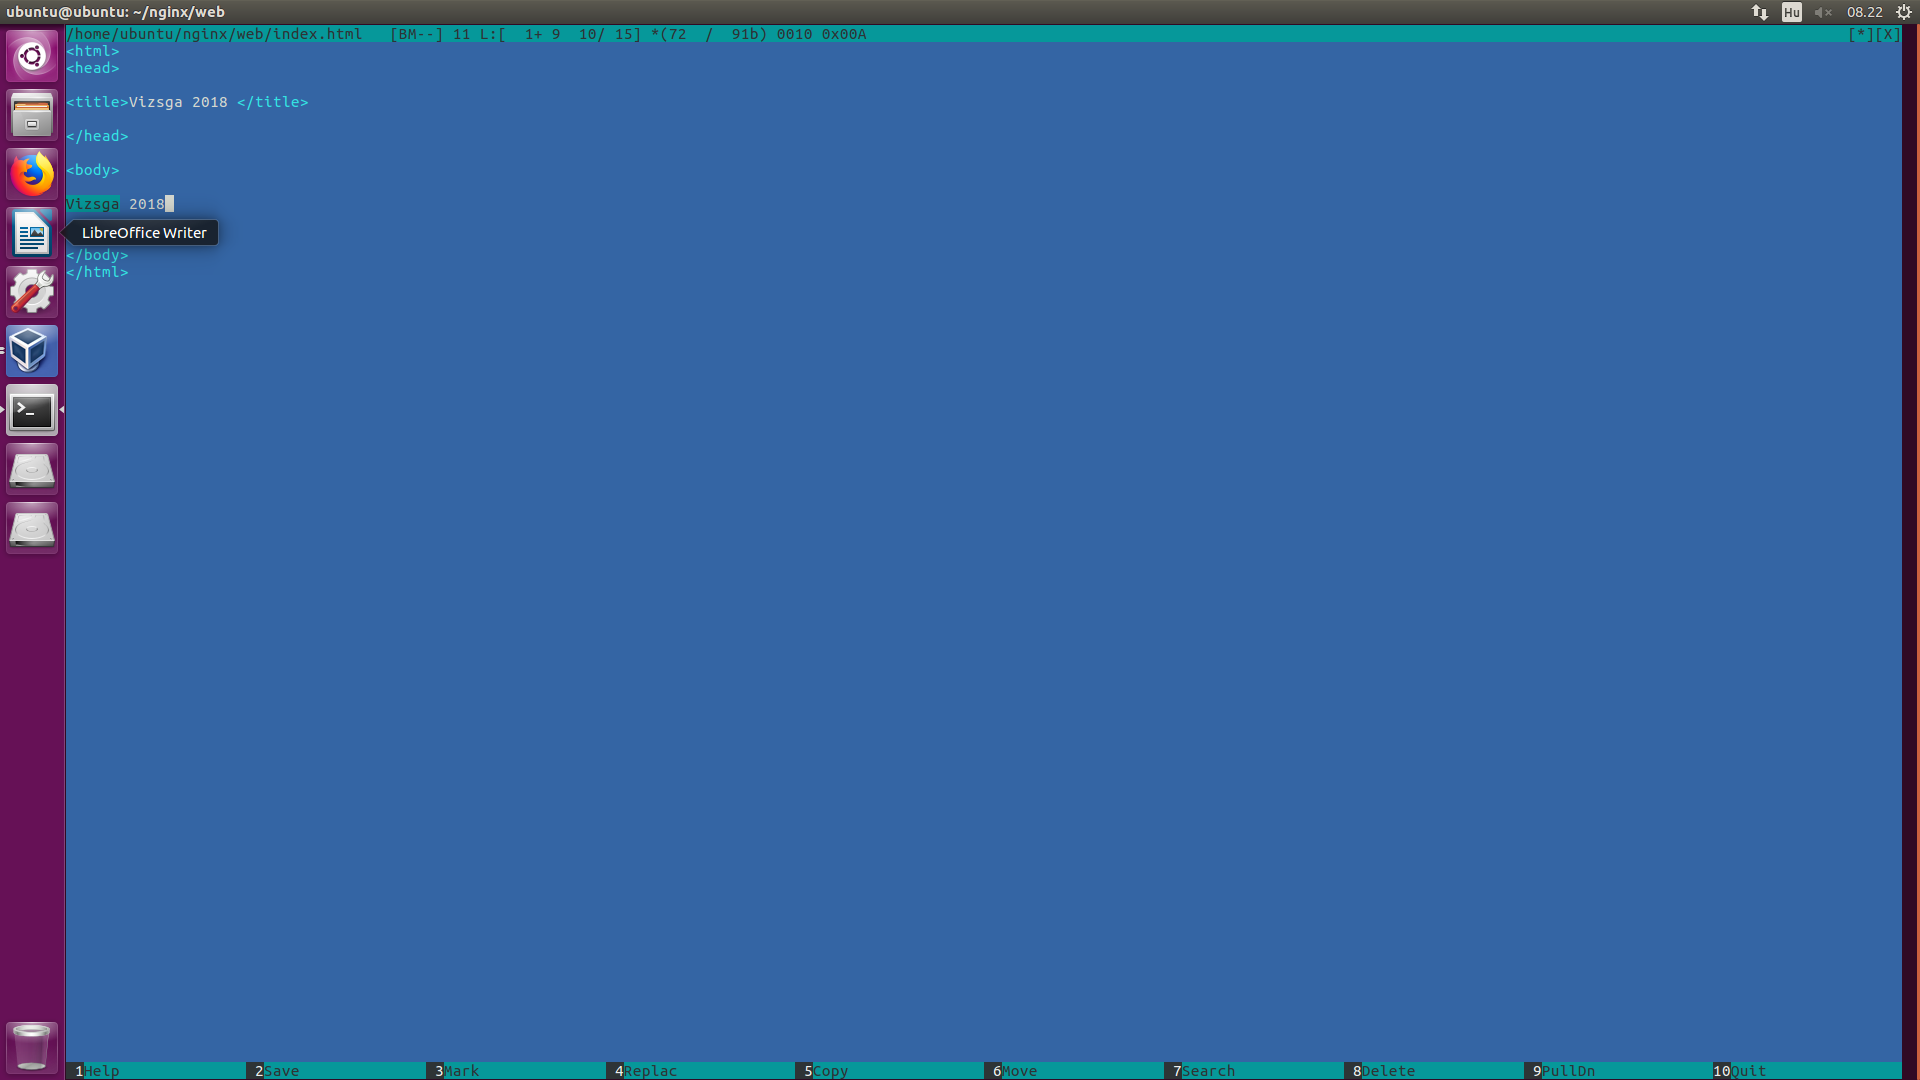 ubuntu@ubuntu: ~/nginx/web Hu 08.22
/home/ubuntu/nginx/web/index.html [BM--] 11 L:[ 1+ 9 10/ 15] *(72 / 91b) 0010 0x00A [*][X]
<html>
<head>
<title>Vizsga 2018 </title>
</head>
<body>
Vizsga 2018
LibreOffice Writer
</body>
</html>
1Help 2Save 3Mark 4Replac 5Copy 6Move 7Search 8Delete 9PullDn 10Quit